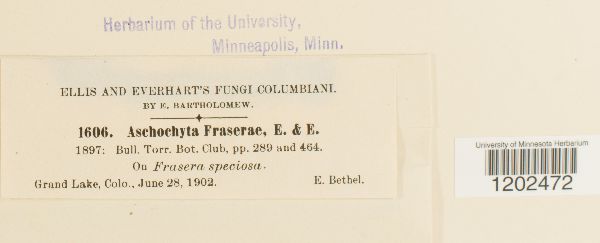 Herbarium of the University,
Minneapolis, Minn.
ELLIS AND EVERHART'S FUNGI COLUMBIANI.
BY E. BARTHOLOMEW.
1606. Aschochyta Fraserae, E. & E.
1897: Bull. Torr. Bot. Club, pp. 289 and 464.
On Frasera speciosa.
Grand Lake, Colo., June 28, 1902. E. Bethel.
University of Minnesota Herbarium
1202472